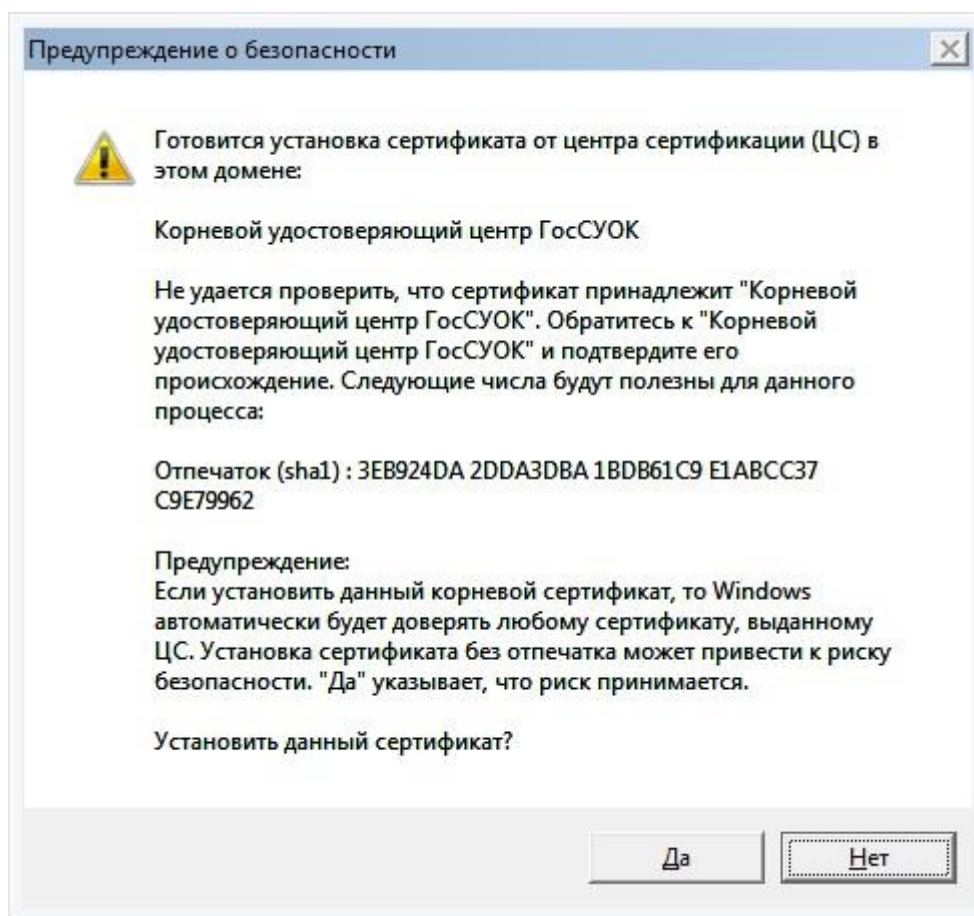 Предупреждение о безопасности
Готовится установка сертификата от центра сертификации (ЦС) в
этом домене:
Корневой удостоверяющий центр ГосСУОК
Не удается проверить, что сертификат принадлежит "Корневой
удостоверяющий центр ГосСУОК". Обратитесь к "Корневой
удостоверяющий центр ГосСУОК" и подтвердите его
происхождение. Следующие числа будут полезны для данного
процесса:
Отпечаток (sha1) : 3EB924DA 2DDA3DBA 1BDB61C9 E1ABCC37
C9E79962
Предупреждение:
Если установить данный корневой сертификат, то Windows
автоматически будет доверять любому сертификату, выданному
ЦС. Установка сертификата без отпечатка может привести к риску
безопасности. "Да" указывает, что риск принимается.
Установить данный сертификат?
Да
Нет